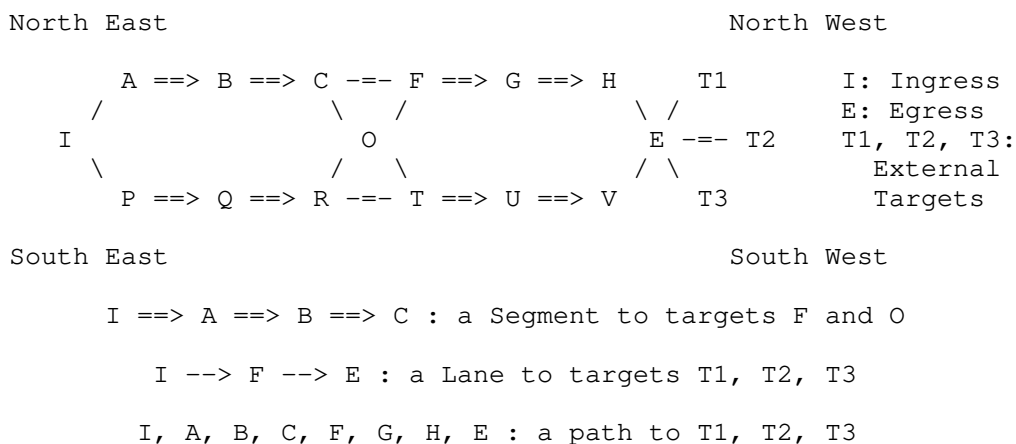 North East North West
A ==> B ==> C -=- F ==> G ==> H T1 I: Ingress
/ \ / \ / E: Egress
I O E -=- T2 T1, T2, T3:
\ / \ / \ External
P ==> Q ==> R -=- T ==> U ==> V T3 Targets
South East South West
I ==> A ==> B ==> C : a Segment to targets F and O
I --> F --> E : a Lane to targets T1, T2, T3
I, A, B, C, F, G, H, E : a path to T1, T2, T3